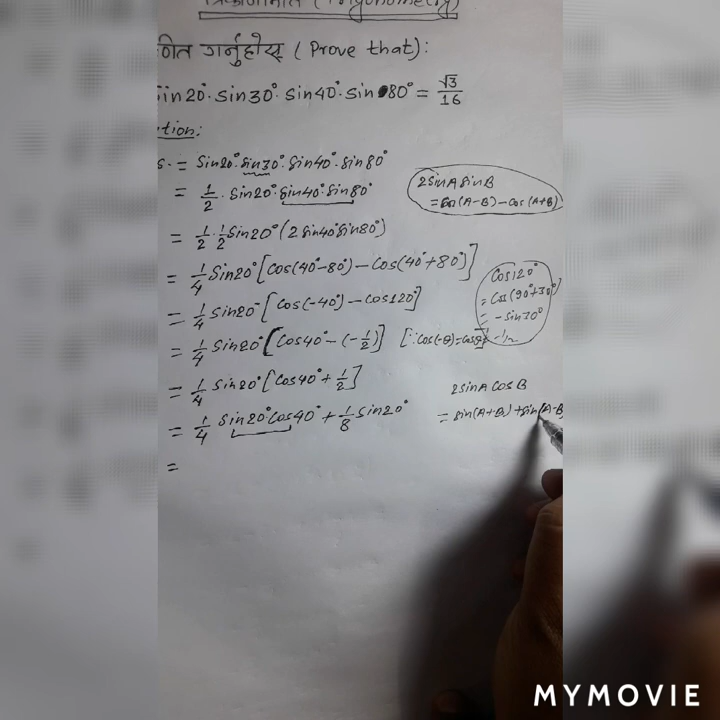 (Trigonometry)
गर्नुहोस् (Prove that):
Sin20°·Sin30°·Sin40°·Sin80° = √3/16
tion:
S. = Sin20°·Sin30°·Sin40°·Sin80°
= 1/2·Sin20°·Sin40°·Sin80°
2SinA SinB
= Cos(A-B)-Cos(A+B)
= 1/2·1/2 Sin20°(2Sin40°Sin80°)
= 1/4 Sin20°[Cos(40°-80°)-Cos(40°+80°)]
Cos120°
= Cos(90°+30°)
= -Sin30°
-1/2
= 1/4 Sin20°[Cos(-40°)-Cos120°]
= 1/4 Sin20°[Cos40°-(-1/2)] [∵Cos(-θ)=Cosθ]
= 1/4 Sin20°[Cos40°+1/2]
= 1/4 Sin20°Cos40°+1/8 Sin20°
2SinA CosB
= Sin(A+B)+Sin(A-B
=
MYMOVIE